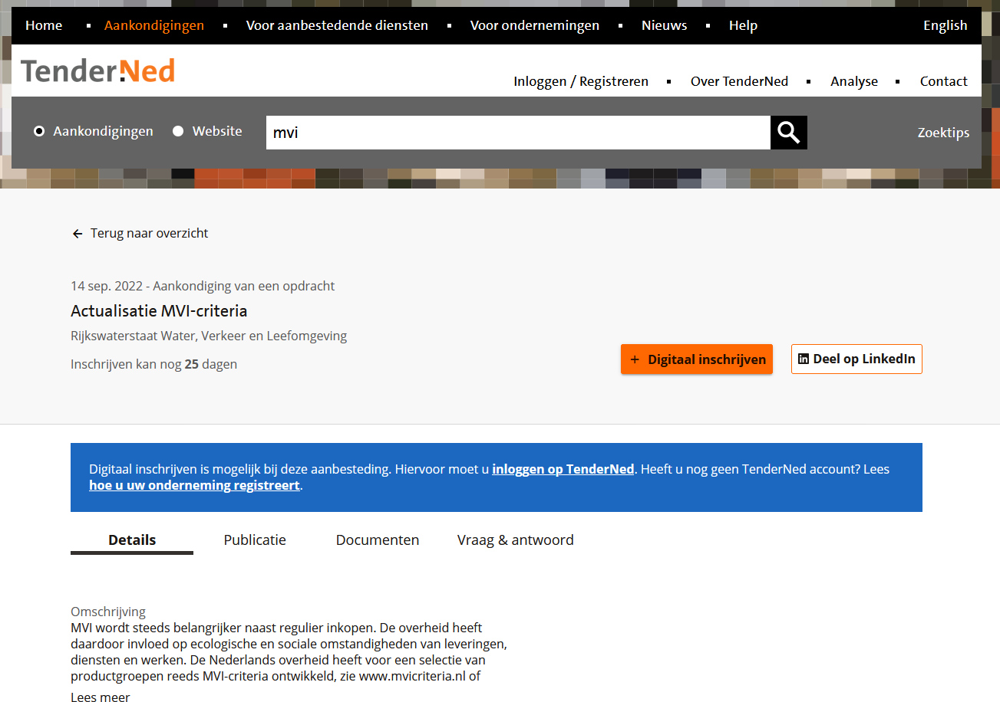 Home Aankondigingen Voor aanbestedende diensten Voor ondernemingen Nieuws Help English
TenderNed
Inloggen / Registreren Over TenderNed Analyse Contact
Aankondigingen Website mvi Zoektips
Terug naar overzicht
14 sep. 2022 - Aankondiging van een opdracht
Actualisatie MVI-criteria
Rijkswaterstaat Water, Verkeer en Leefomgeving
Inschrijven kan nog 25 dagen
+ Digitaal inschrijven Deel op LinkedIn
Digitaal inschrijven is mogelijk bij deze aanbesteding. Hiervoor moet u inloggen op TenderNed. Heeft u nog geen TenderNed account? Lees
hoe u uw onderneming registreert.
Details Publicatie Documenten Vraag & antwoord
Omschrijving
MVI wordt steeds belangrijker naast regulier inkopen. De overheid heeft
daardoor invloed op ecologische en sociale omstandigheden van leveringen,
diensten en werken. De Nederlands overheid heeft voor een selectie van
productgroepen reeds MVI-criteria ontwikkeld, zie www.mvicriteria.nl of
Lees meer